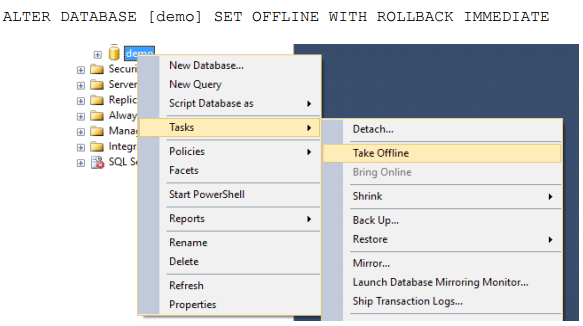 ALTER DATABASE [demo] SET OFFLINE WITH ROLLBACK IMMEDIATE
demo
Securi
Server
Replic
Alway
Manag
Integr
SQL Se
New Database...
New Query
Script Database as
Tasks
Policies
Facets
Start PowerShell
Reports
Rename
Delete
Refresh
Properties
Detach...
Take Offline
Bring Online
Shrink
Back Up...
Restore
Mirror...
Launch Database Mirroring Monitor...
Ship Transaction Logs...